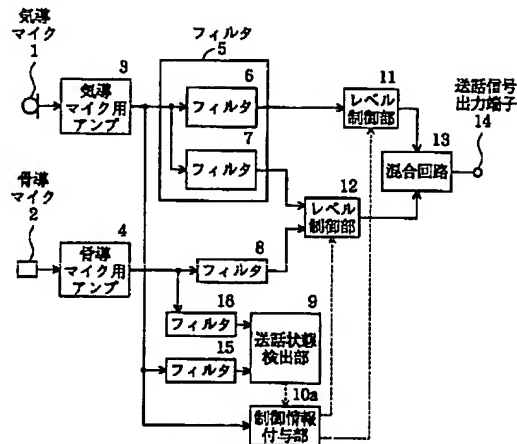 気導
マイク
1
3
気導
マイク用
アンプ
フィルタ
5
6
フィルタ
7
フィルタ
11
レベル
制御部
送話信号
出力端子
14
13
混合回路
12
レベル
制御部
骨導
マイク
2
4
骨導
マイク用
アンプ
8
フィルタ
16
フィルタ
15
フィルタ
9
送話状態
検出部
10a
制御情報
付与部